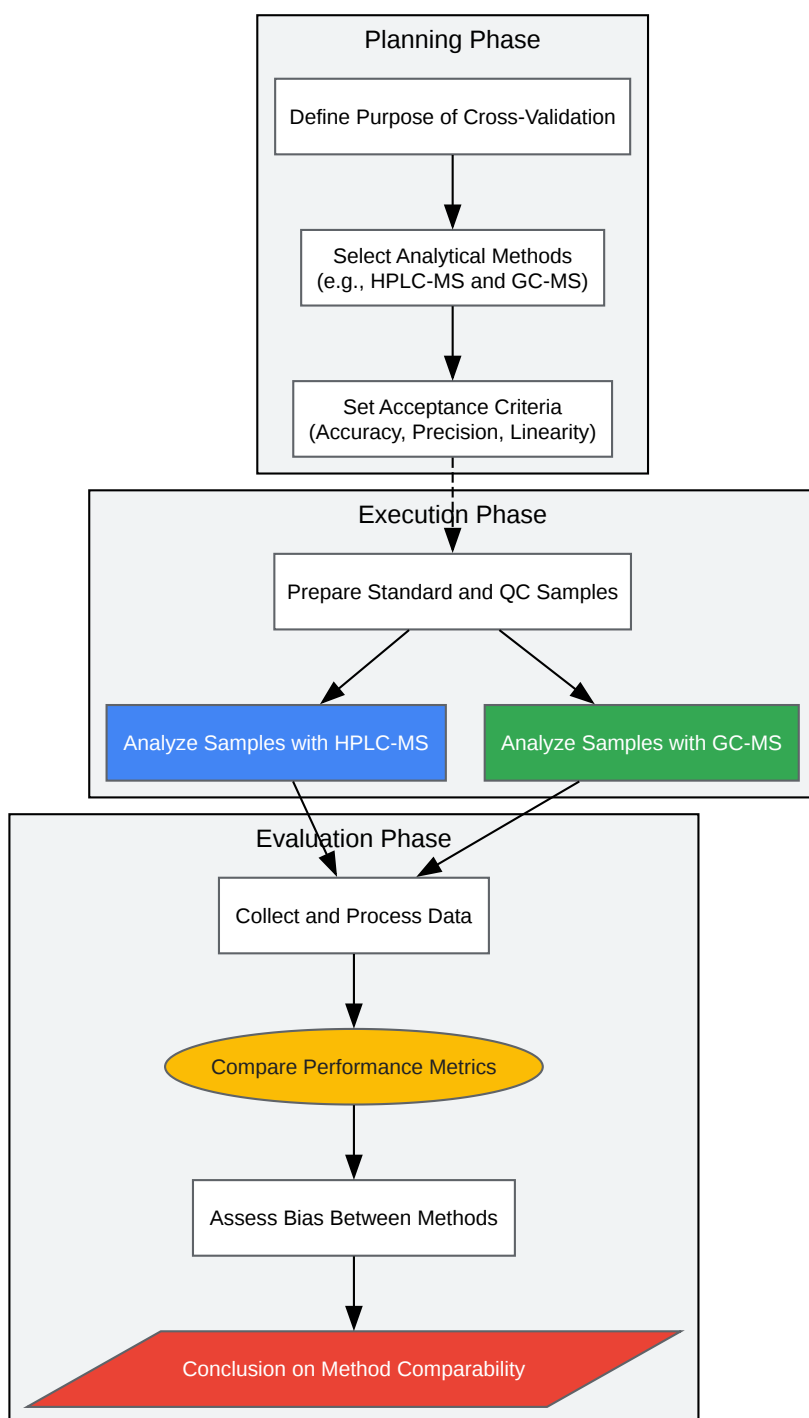 Planning Phase
Define Purpose of Cross-Validation
Select Analytical Methods
(e.g., HPLC-MS and GC-MS)
Set Acceptance Criteria
(Accuracy, Precision, Linearity)
Execution Phase
Prepare Standard and QC Samples
Analyze Samples with HPLC-MS
Analyze Samples with GC-MS
Evaluation Phase
Collect and Process Data
Compare Performance Metrics
Assess Bias Between Methods
Conclusion on Method Comparability